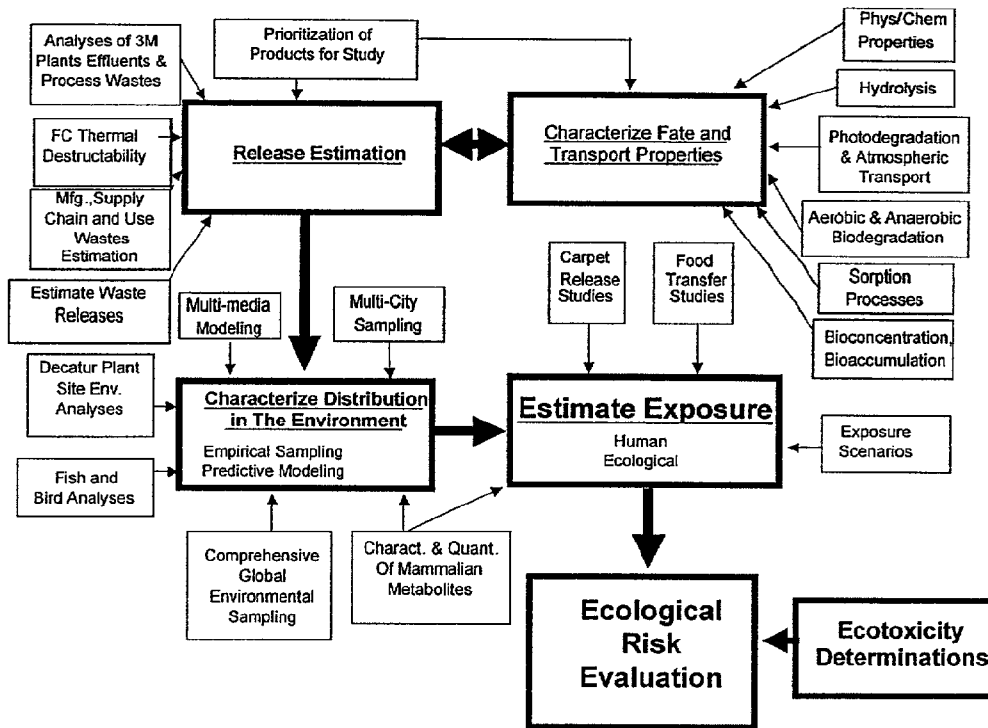 Analyses of 3M
Plants Effluents &
Process Wastes
Prioritization of
Products for Study
Phys/Chem
Properties
Hydrolysis
FC Thermal
Destructability
Release Estimation
Characterize Fate and
Transport Properties
Photodegradation
& Atmospheric
Transport
Mfg.,Supply
Chain and Use
Wastes
Estimation
Aerobic & Anaerobic
Biodegradation
Carpet
Release
Studies
Food
Transfer
Studies
Sorption
Processes
Estimate Waste
Releases
Multi-media
Modeling
Multi-City
Sampling
Bioconcentration,
Bioaccumulation
Decatur Plant
Site Env.
Analyses
Characterize Distribution
in The Environment
Empirical Sampling
Predictive Modeling
Estimate Exposure
Human
Ecological
Exposure
Scenarios
Fish and
Bird Analyses
Comprehensive
Global
Environmental
Sampling
Charact. & Quant.
Of Mammalian
Metabolites
Ecological
Risk
Evaluation
Ecotoxicity
Determinations